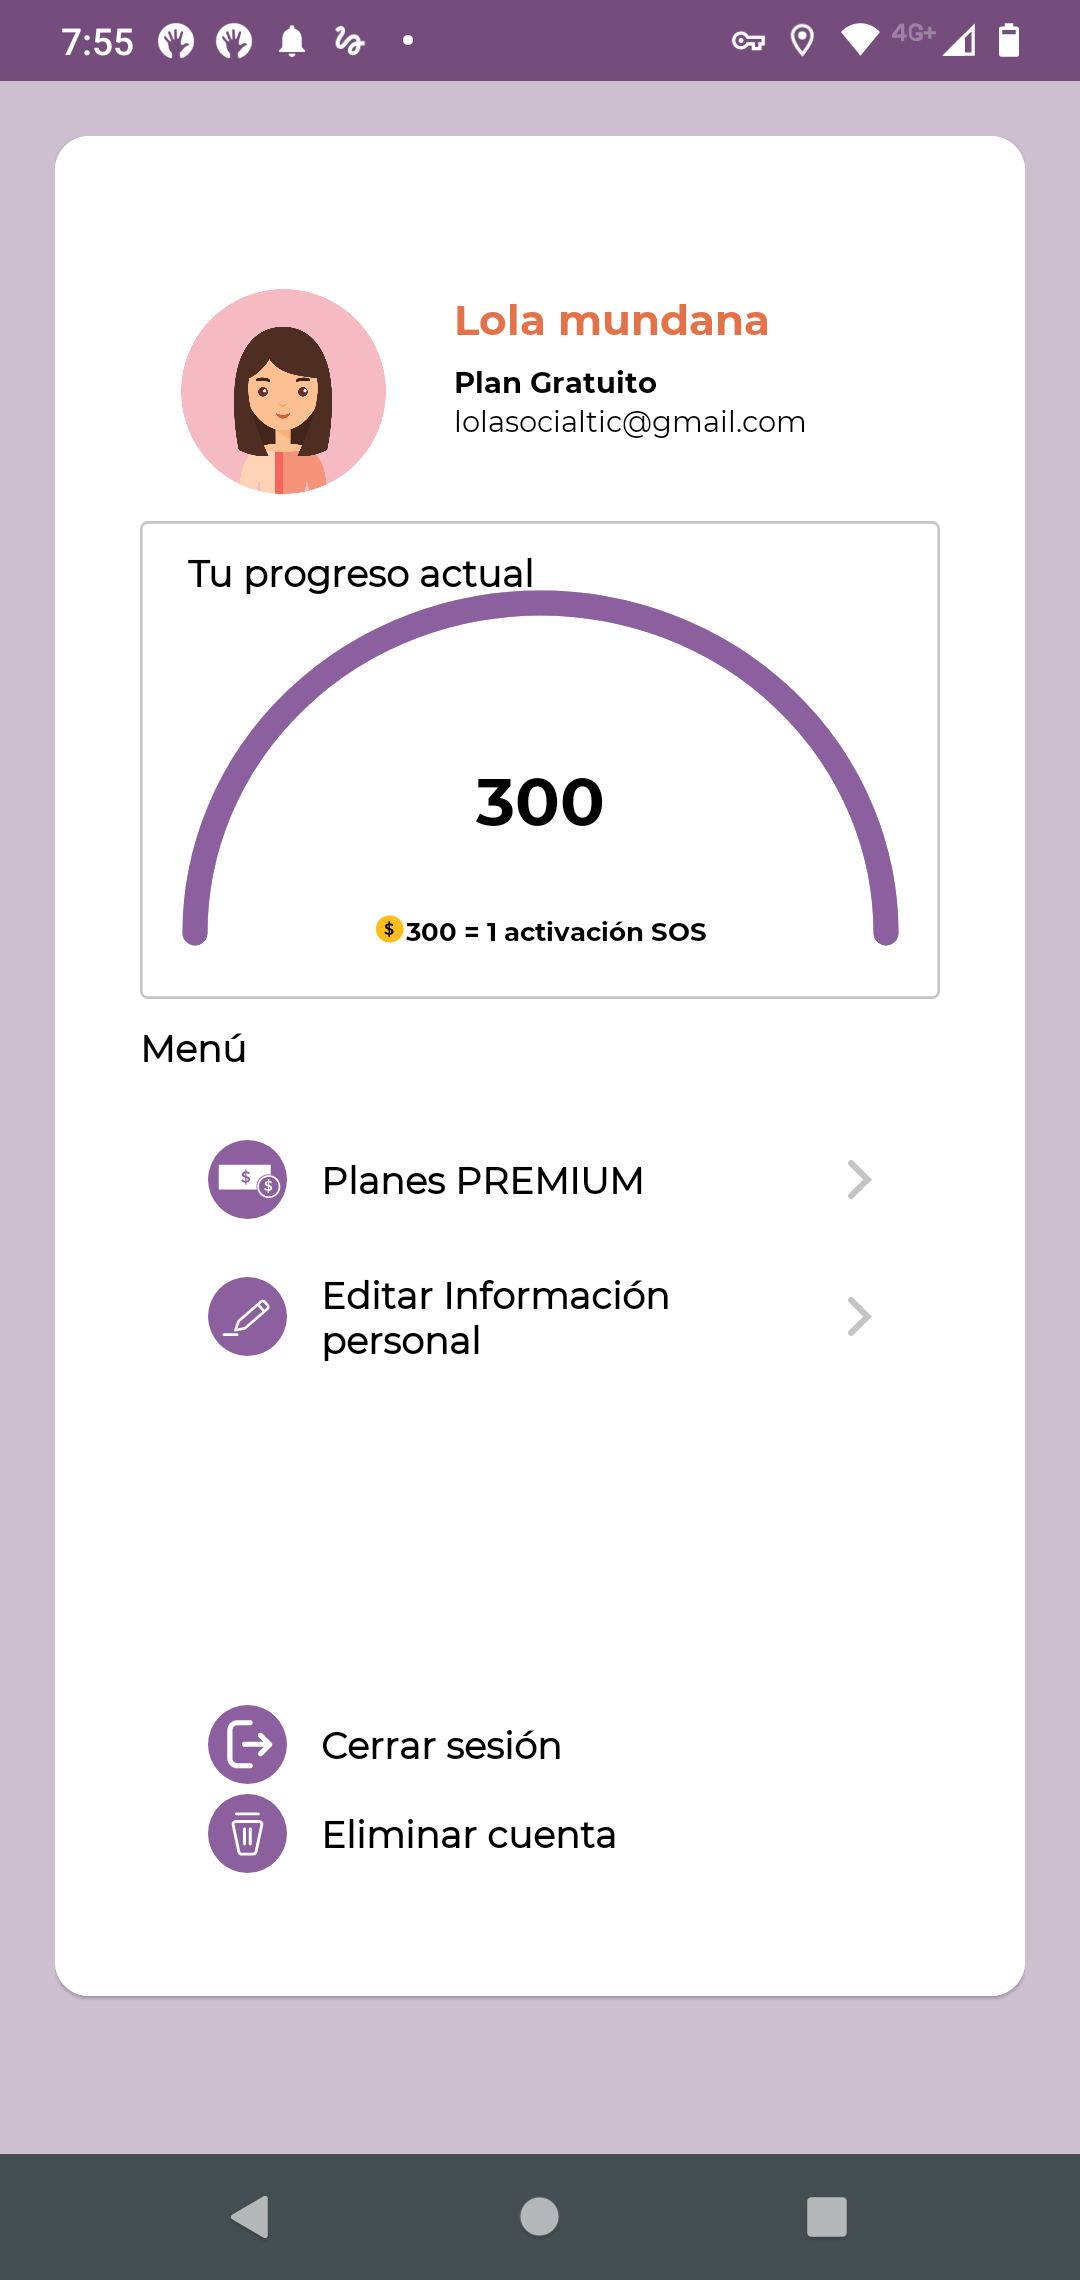 7:55
4G+
Lola mundana
Plan Gratuito
lolasocialtic@gmail.com
Tu progreso actual
300
$ 300 = 1 activación SOS
Menú
$ $ Planes PREMIUM
Editar Información
personal
Cerrar sesión
Eliminar cuenta